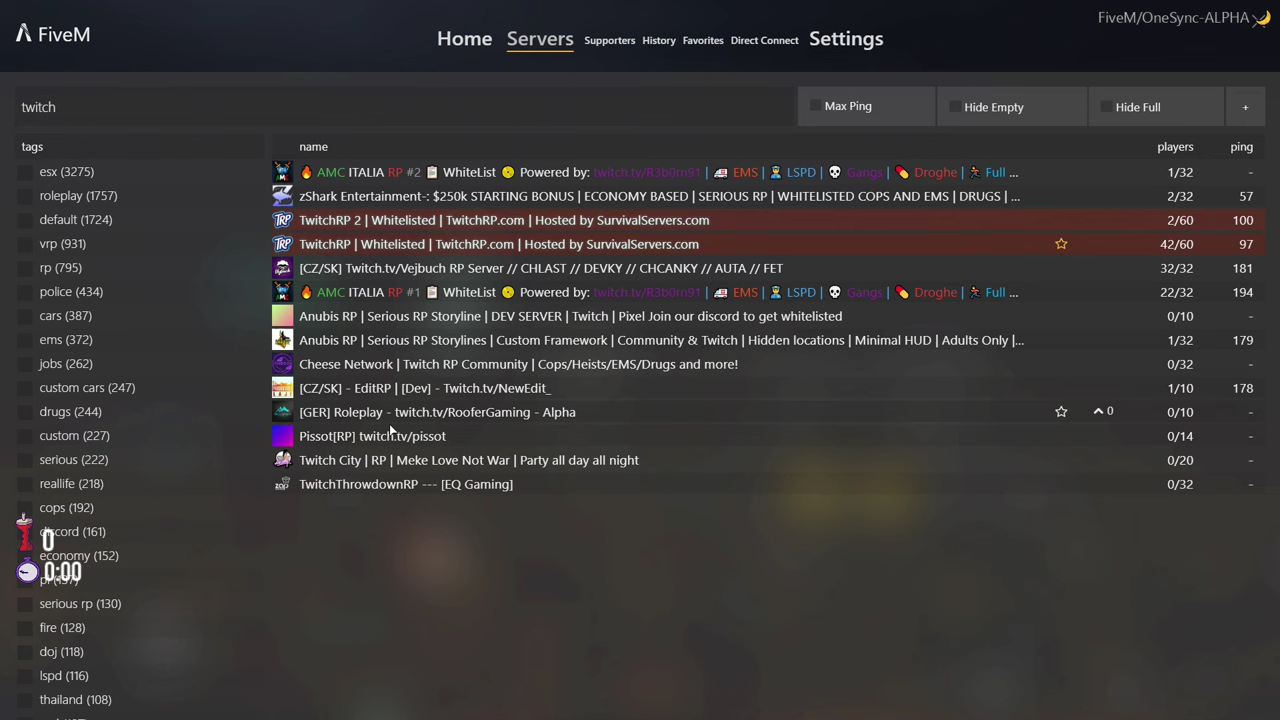 FiveM
Home Servers Supporters History Favorites Direct Connect Settings
FiveM/OneSync-ALPHA
twitch
Max Ping
Hide Empty
Hide Full
+
tags
esx (3275)
roleplay (1757)
default (1724)
vrp (931)
rp (795)
police (434)
cars (387)
ems (372)
jobs (262)
custom cars (247)
drugs (244)
custom (227)
serious (222)
reallife (218)
cops (192)
discord (161)
0
economy (152)
0:00
serious rp (130)
fire (128)
doj (118)
lspd (116)
thailand (108)
name players ping
🔥 AMC ITALIA RP #2 📋 WhiteList Powered by: twitch.tv/R3b0rn91 | 🚑 EMS | LSPD | 💀 Gangs | 💊 Droghe | Full ... 1/32
zShark Entertainment-: $250k STARTING BONUS | ECONOMY BASED | SERIOUS RP | WHITELISTED COPS AND EMS | DRUGS | ... 2/32 57
TRP TwitchRP 2 | Whitelisted | TwitchRP.com | Hosted by SurvivalServers.com 2/60 100
TRP TwitchRP | Whitelisted | TwitchRP.com | Hosted by SurvivalServers.com 42/60 97
[CZ/SK] Twitch.tv/Vejbuch RP Server // CHLAST // DEVKY // CHCANKY // AUTA // FET 32/32 181
🔥 AMC ITALIA RP #1 📋 WhiteList Powered by: twitch.tv/R3b0rn91 | 🚑 EMS | LSPD | 💀 Gangs | 💊 Droghe | Full ... 22/32 194
Anubis RP | Serious RP Storyline | DEV SERVER | Twitch | Pixel Join our discord to get whitelisted 0/10 -
Anubis RP | Serious RP Storylines | Custom Framework | Community & Twitch | Hidden locations | Minimal HUD | Adults Only |... 1/32 179
Cheese Network | Twitch RP Community | Cops/Heists/EMS/Drugs and more! 0/32 -
[CZ/SK] - EditRP | [Dev] - Twitch.tv/NewEdit_ 1/10 178
[GER] Roleplay - twitch.tv/RooferGaming - Alpha 0 0/10 -
Pissot[RP] twitch.tv/pissot 0/14 -
Twitch City | RP | Meke Love Not War | Party all day all night 0/20 -
TwitchThrowdownRP --- [EQ Gaming] 0/32 -